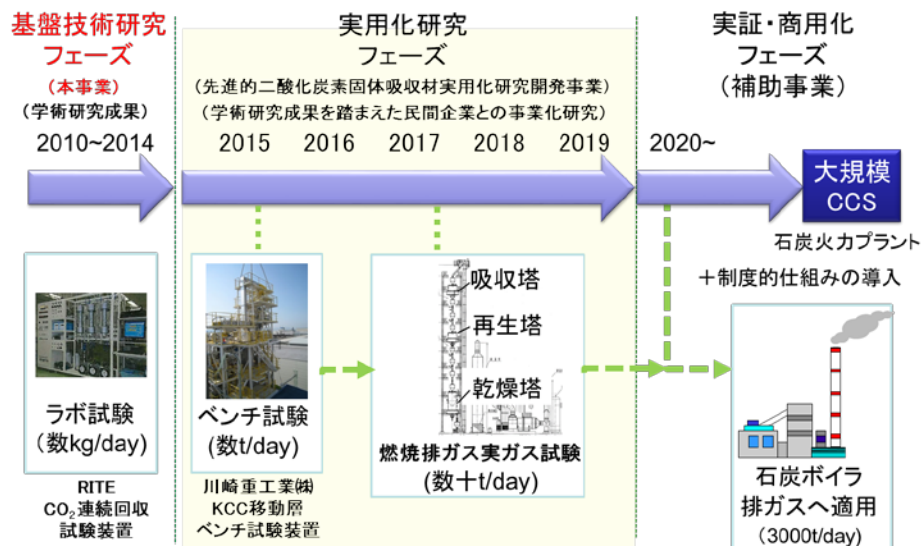 基盤技術研究
フェーズ
(本事業)
(学術研究成果)
2010~2014
実用化研究
フェーズ
(先進的二酸化炭素固体吸収材実用化研究開発事業)
(学術研究成果を踏まえた民間企業との事業化研究)
2015 2016 2017 2018 2019
実証・商用化
フェーズ
(補助事業)
2020~
大規模
CCS
石炭火力プラント
＋制度的仕組みの導入
ラボ試験
(数kg/day)
RITE
CO₂連続回収
試験装置
ベンチ試験
(数t/day)
川崎重工業㈱
KCC移動層
ベンチ試験装置
吸収塔
再生塔
乾燥塔
燃焼排ガス実ガス試験
(数十t/day)
石炭ボイラ
排ガスへ適用
(3000t/day)